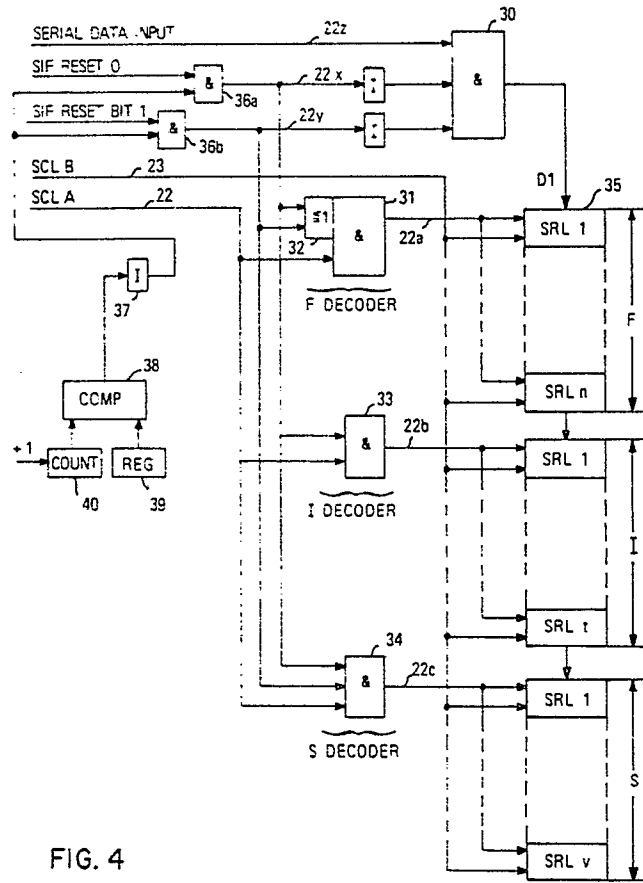 30
SERIAL DATA INPUT
22z
SIF RESET 0
&
22x
I
&
36a
SIF RESET BIT 1
&
22y
I
36b
SCL B
23
D1
SCL A
22
31
35
≤1
&
22a
SRL 1
32
I
37
F DECODER
F
38
COMP
SRL n
33
+1
COUNT
REG
&
22b
SRL 1
40
39
I DECODER
I
34
SRL t
&
22c
SRL 1
S DECODER
S
FIG. 4
SRL v